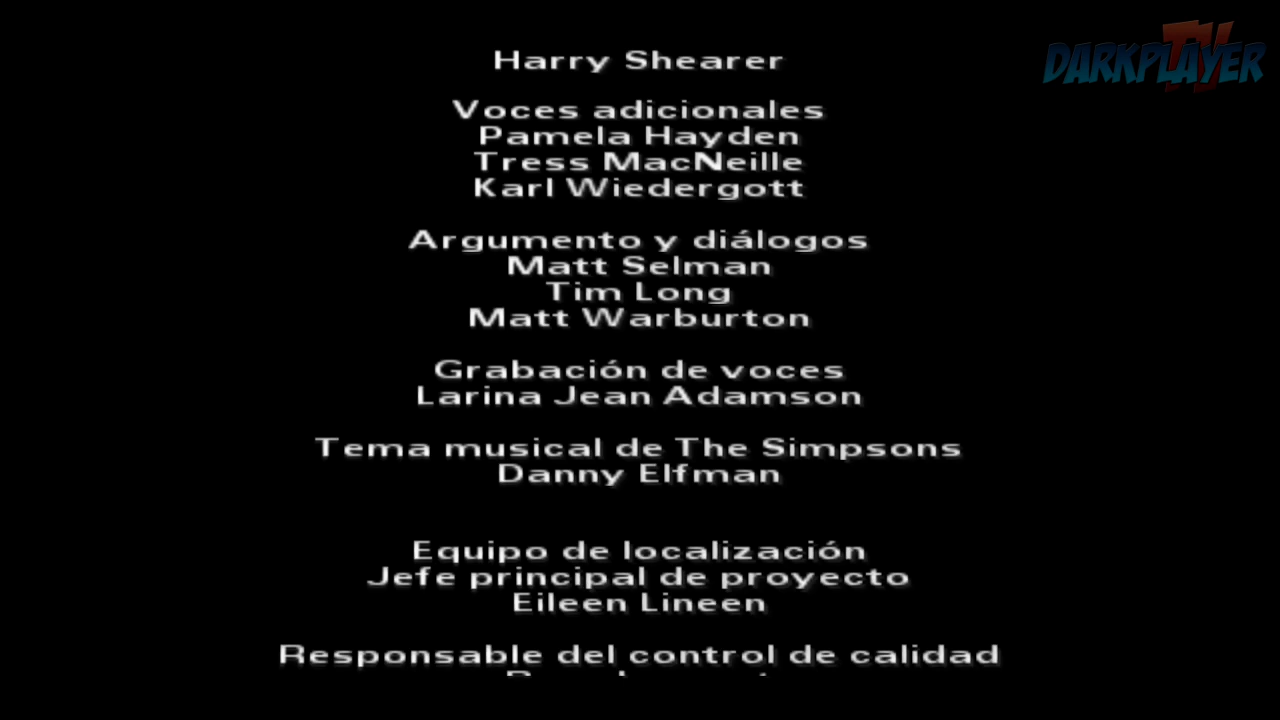 DARKPLAYER
TV
Harry Shearer
Voces adicionales
Pamela Hayden
Tress MacNeille
Karl Wiedergott
Argumento y diálogos
Matt Selman
Tim Long
Matt Warburton
Grabación de voces
Larina Jean Adamson
Tema musical de The Simpsons
Danny Elfman
Equipo de localización
Jefe principal de proyecto
Eileen Lineen
Responsable del control de calidad